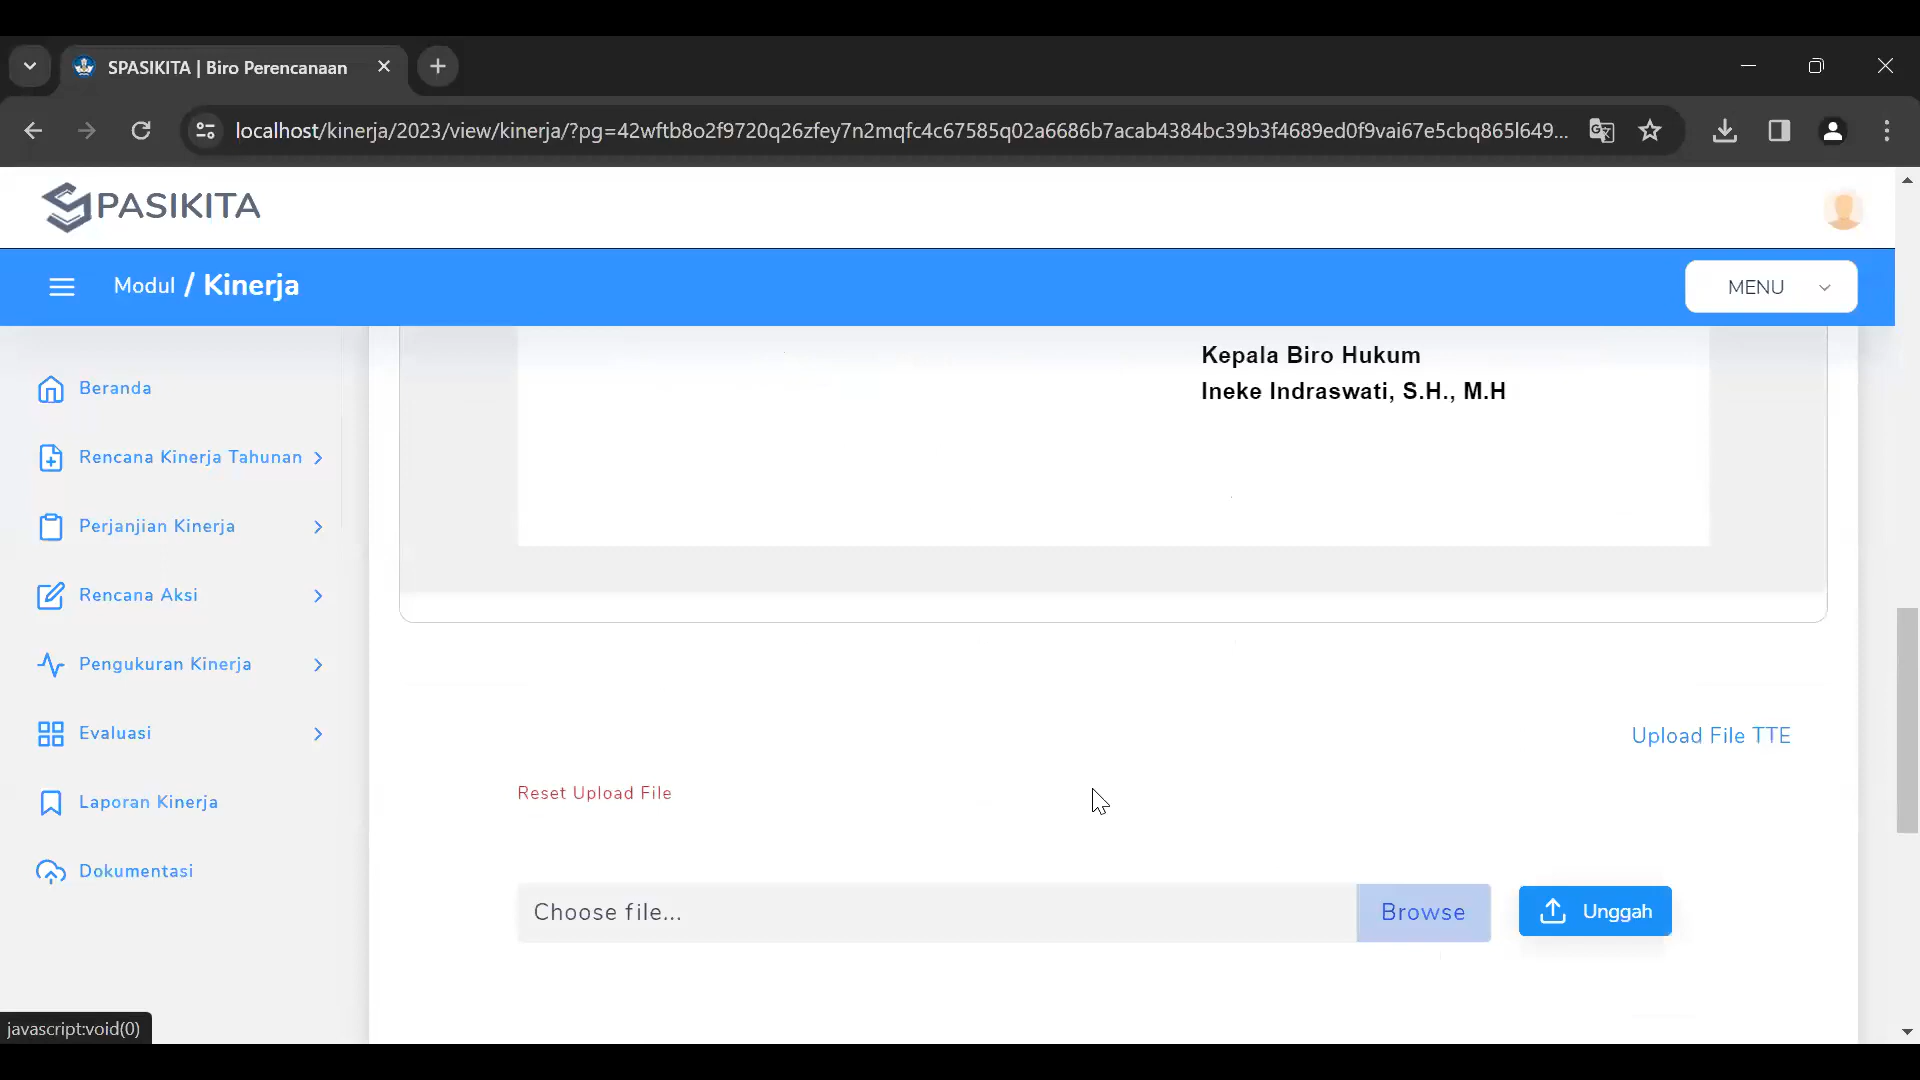 SPASIKITA | Biro Perencanaan
localhost/kinerja/2023/view/kinerja/?pg=42wftb8o2f9720q26zfey7n2mqfc4c67585q02a6686b7acab4384bc39b3f4689ed0f9vai67e5cbq865l649...
SPASIKITA
Modul / Kinerja
MENU
Kepala Biro Hukum
Ineke Indraswati, S.H., M.H
Beranda
Rencana Kinerja Tahunan
Perjanjian Kinerja
Rencana Aksi
Pengukuran Kinerja
Evaluasi
Laporan Kinerja
Dokumentasi
Upload File TTE
Reset Upload File
Choose file...
Browse
Unggah
javascript:void(0)